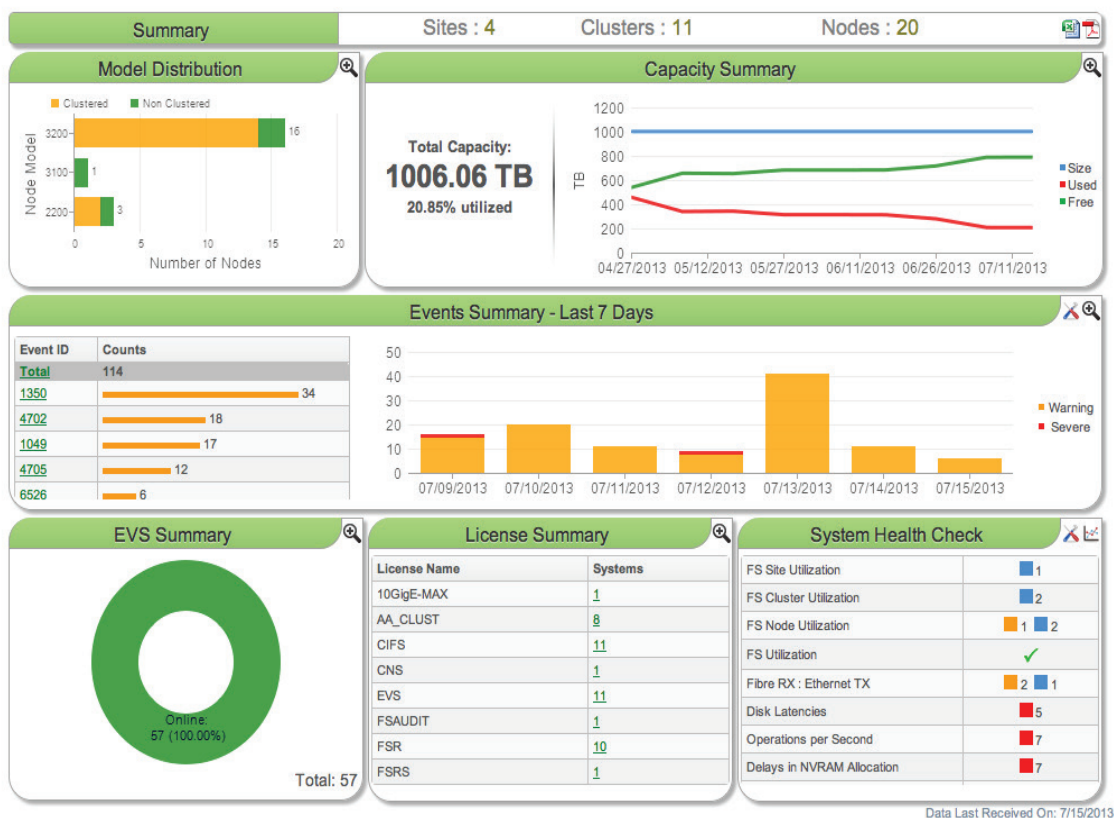 Summary Sites : 4 Clusters : 11 Nodes : 20
Model Distribution
Clustered Non Clustered
Node Model
3200 16
3100 1
2200 3
0 5 10 15 20
Number of Nodes
Capacity Summary
Total Capacity:
1006.06 TB
20.85% utilized
TB
1200
1000
800
600
400
200
0
04/27/2013 05/12/2013 05/27/2013 06/11/2013 06/26/2013 07/11/2013
Size
Used
Free
Events Summary - Last 7 Days
Event ID Counts
Total 114
1350 34
4702 18
1049 17
4705 12
6526 6
50
40
30
20
10
0
07/09/2013 07/10/2013 07/11/2013 07/12/2013 07/13/2013 07/14/2013 07/15/2013
Warning
Severe
EVS Summary
Online:
57 (100.00%)
Total: 57
License Summary
License Name Systems
10GigE-MAX 1
AA_CLUST 8
CIFS 11
CNS 1
EVS 11
FSAUDIT 1
FSR 10
FSRS 1
System Health Check
FS Site Utilization 1
FS Cluster Utilization 2
FS Node Utilization 1 2
FS Utilization
Fibre RX : Ethernet TX 2 1
Disk Latencies 5
Operations per Second 7
Delays in NVRAM Allocation 7
Data Last Received On: 7/15/2013